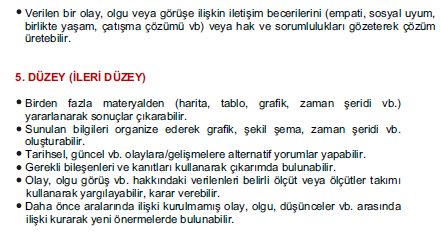 • Verilen bir olay, olgu veya görüşe ilişkin iletişim becerilerini (empati, sosyal uyum,
birlikte yaşam, çatışma çözümü vb) veya hak ve sorumlulukları gözeterek çözüm
üretebilir.
5. DÜZEY (İLERİ DÜZEY)
• Birden fazla materyalden (harita, tablo, grafik, zaman şeridi vb.)
yararlanarak sonuçlar çıkarabilir.
• Sunulan bilgileri organize ederek grafik, şekil şema, zaman şeridi vb.
oluşturabilir.
• Tarihsel, güncel vb. olaylara/gelişmelere alternatif yorumlar yapabilir.
• Gerekli bileşenleri ve kanıtları kullanarak çıkarımda bulunabilir.
• Olay, olgu görüş vb. hakkındaki verilenleri belirli ölçüt veya ölçütler takımı
kullanarak yargılayabilir, karar verebilir.
• Daha önce aralarında ilişki kurulmamış olay, olgu, düşünceler vb. arasında
ilişki kurarak yeni önermelerde bulunabilir.